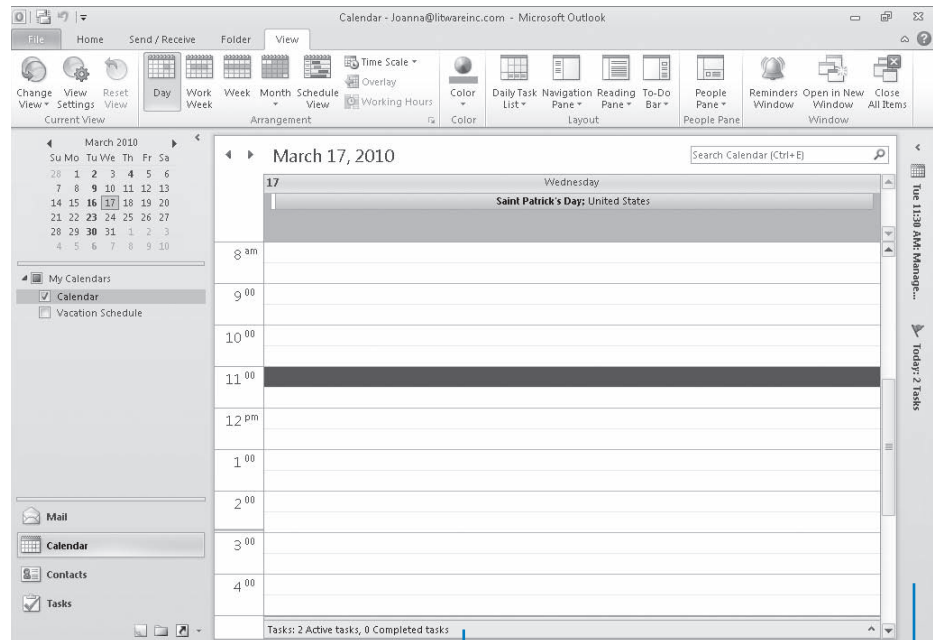 Calendar - Joanna@litwareinc.com - Microsoft Outlook
File Home Send / Receive Folder View
Change View Settings Reset View
Current View
Day Work Week Week Month Schedule View
Time Scale
Overlay
Working Hours
Arrangement
Color
Color
Daily Task List Navigation Pane Reading Pane To-Do Bar
Layout
People Pane
People Pane
Reminders Window Open in New Window Close All Items
Window
March 2010
Su Mo Tu We Th Fr Sa
28 1 2 3 4 5 6
7 8 9 10 11 12 13
14 15 16 17 18 19 20
21 22 23 24 25 26 27
28 29 30 31 1 2 3
4 5 6 7 8 9 10
My Calendars
Calendar
Vacation Schedule
Mail
Calendar
Contacts
Tasks
March 17, 2010
Search Calendar (Ctrl+E)
17 Wednesday
Saint Patrick's Day; United States
8 am
9 00
10 00
11 00
12 pm
1 00
2 00
3 00
4 00
Tasks: 2 Active tasks, 0 Completed tasks
Tue 11:30 AM: Manage...
Today: 2 Tasks